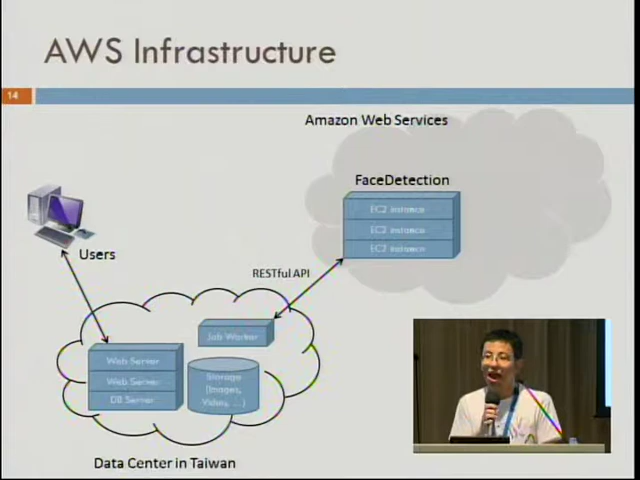 AWS Infrastructure
14
Amazon Web Services
FaceDetection
EC2 instance
EC2 instance
EC2 instance
Users
RESTful API
Job Worker
Web Server
Web Server
DB Server
Storage
(Images,
Video, ...)
Data Center in Taiwan